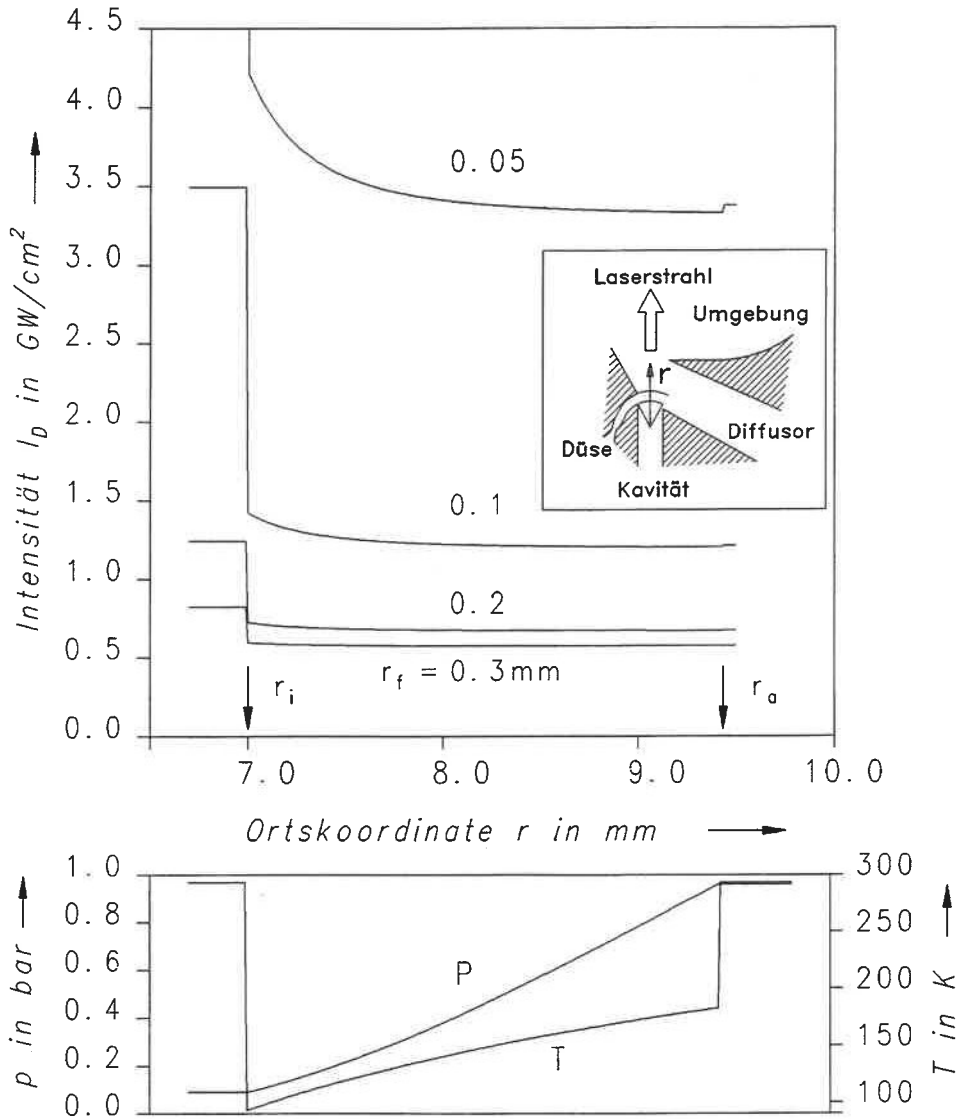 Intensität I_D in GW/cm²
4.5
4.0
3.5
3.0
2.5
2.0
1.5
1.0
0.5
0.0
0.05
0.1
0.2
r_f = 0.3mm
r_i
r_a
Laserstrahl
Umgebung
r
Düse
Diffusor
Kavität
7.0 8.0 9.0 10.0
Ortskoordinate r in mm
p in bar
1.0
0.8
0.6
0.4
0.2
0.0
P
T
300
250
200
150
100
T in K